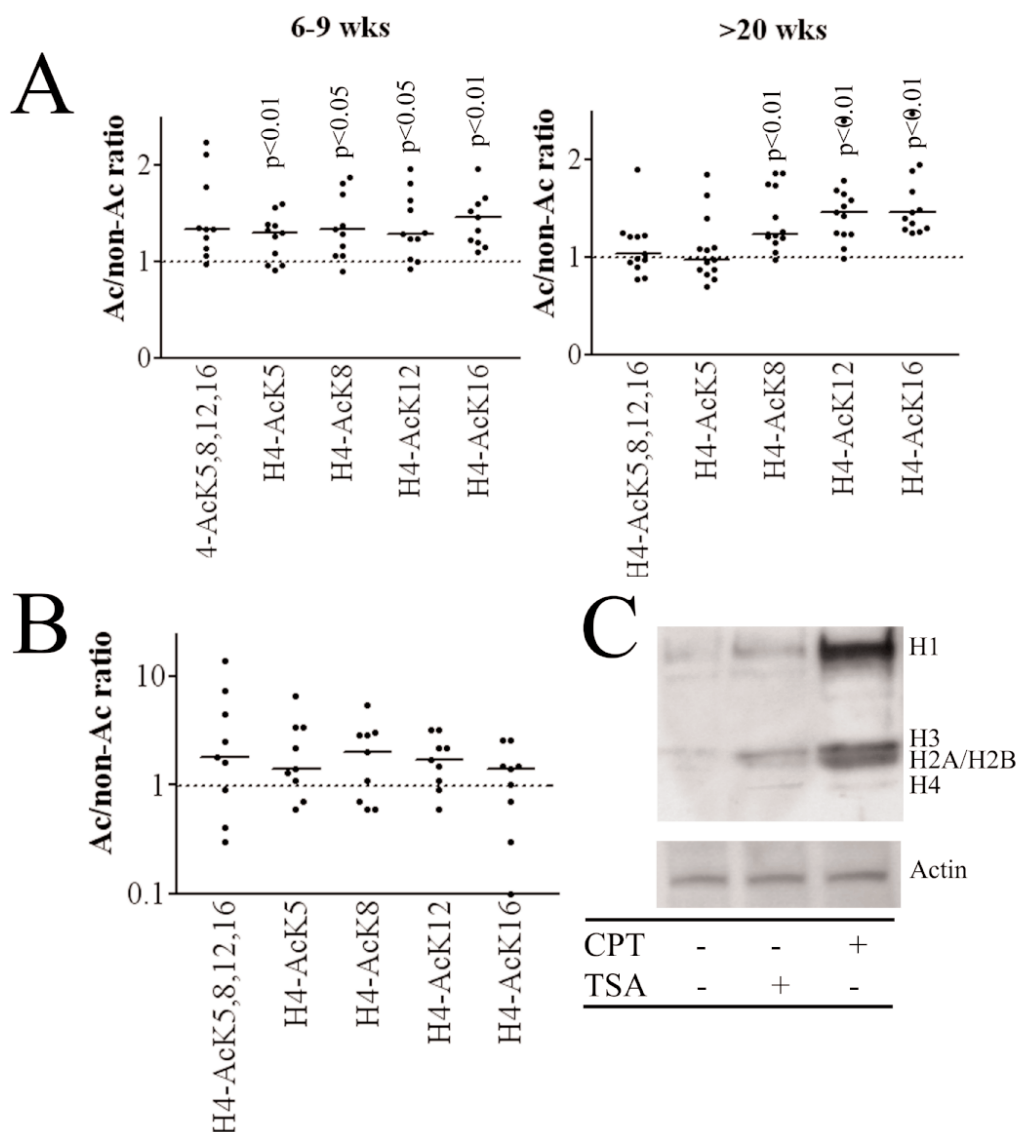 6-9 wks
>20 wks
A
Ac/non-Ac ratio
2
1
0
p<0.01
p<0.05
p<0.05
p<0.01
4-AcK5,8,12,16
H4-AcK5
H4-AcK8
H4-AcK12
H4-AcK16
Ac/non-Ac ratio
2
1
0
p<0.01
p<0.01
p<0.01
H4-AcK5,8,12,16
H4-AcK5
H4-AcK8
H4-AcK12
H4-AcK16
B
Ac/non-Ac ratio
10
1
0.1
H4-AcK5,8,12,16
H4-AcK5
H4-AcK8
H4-AcK12
H4-AcK16
C
H1
H3
H2A/H2B
H4
Actin
CPT - - +
TSA - + -